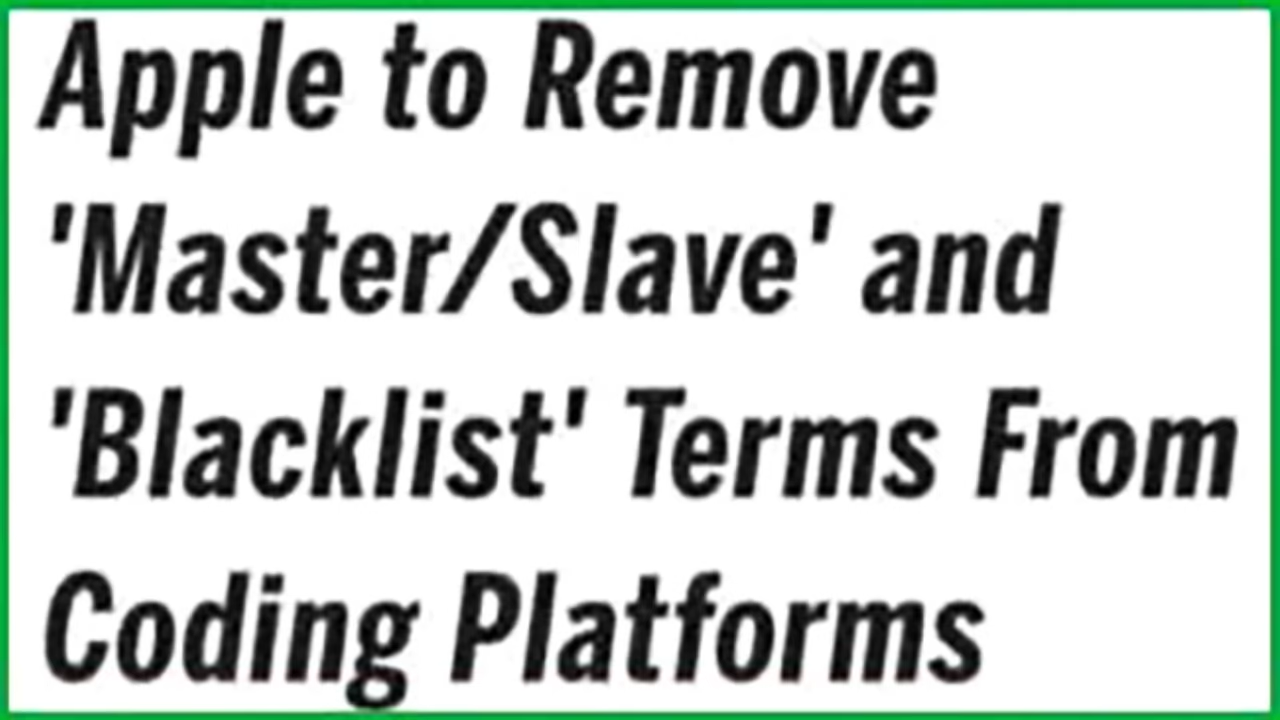 Apple to Remove
'Master/Slave' and
'Blacklist' Terms From
Coding Platforms